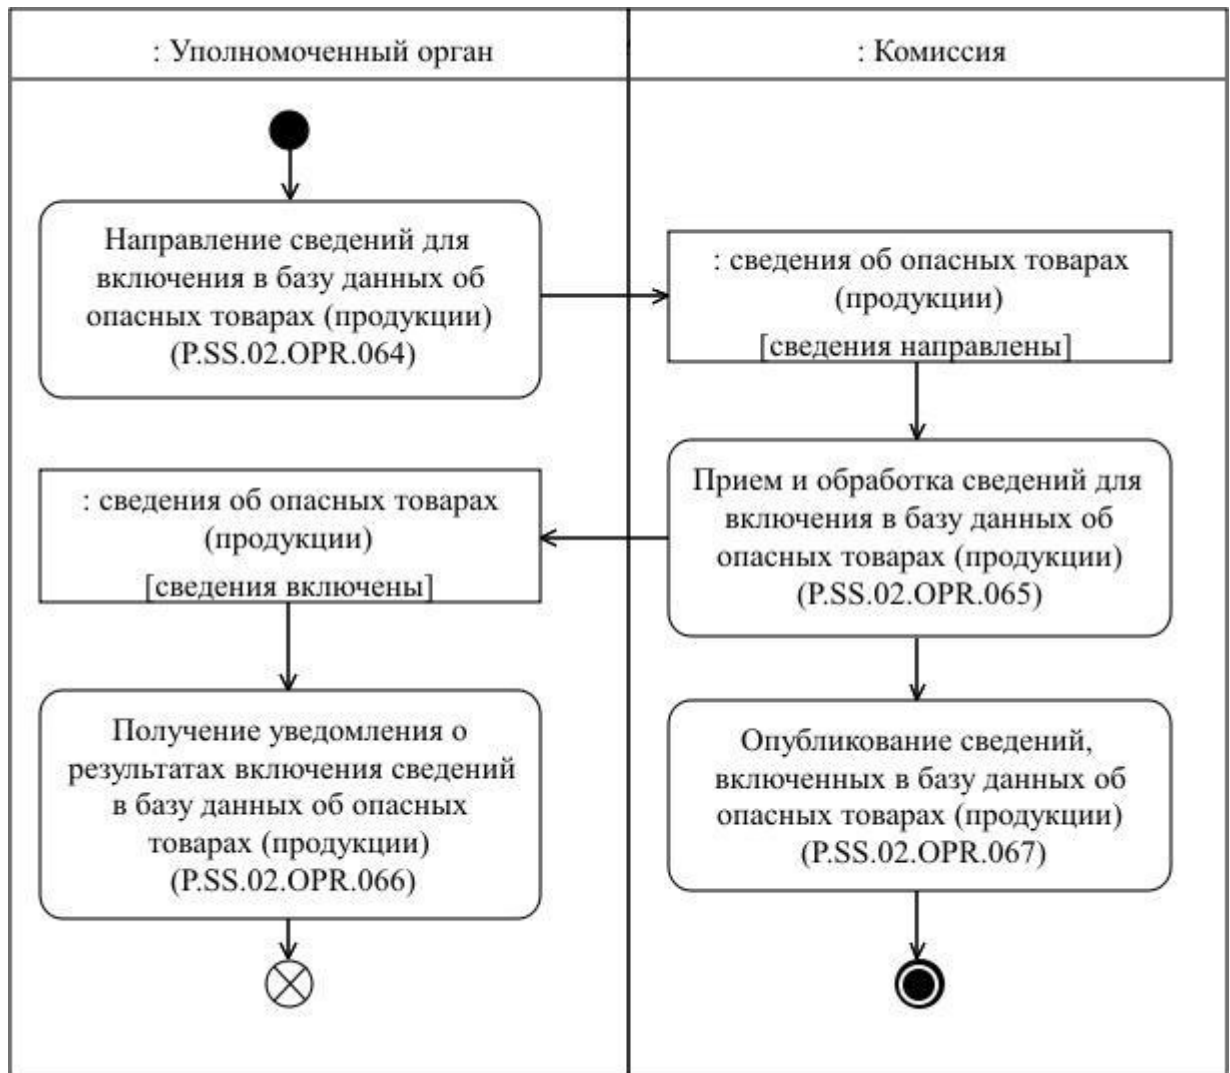 : Уполномоченный орган
: Комиссия
Направление сведений для
включения в базу данных об
опасных товарах (продукции)
(P.SS.02.OPR.064)
: сведения об опасных товарах
(продукции)
[сведения направлены]
Прием и обработка сведений для
включения в базу данных об
опасных товарах (продукции)
(P.SS.02.OPR.065)
: сведения об опасных товарах
(продукции)
[сведения включены]
Получение уведомления о
результатах включения сведений
в базу данных об опасных
товарах (продукции)
(P.SS.02.OPR.066)
Опубликование сведений,
включенных в базу данных об
опасных товарах (продукции)
(P.SS.02.OPR.067)